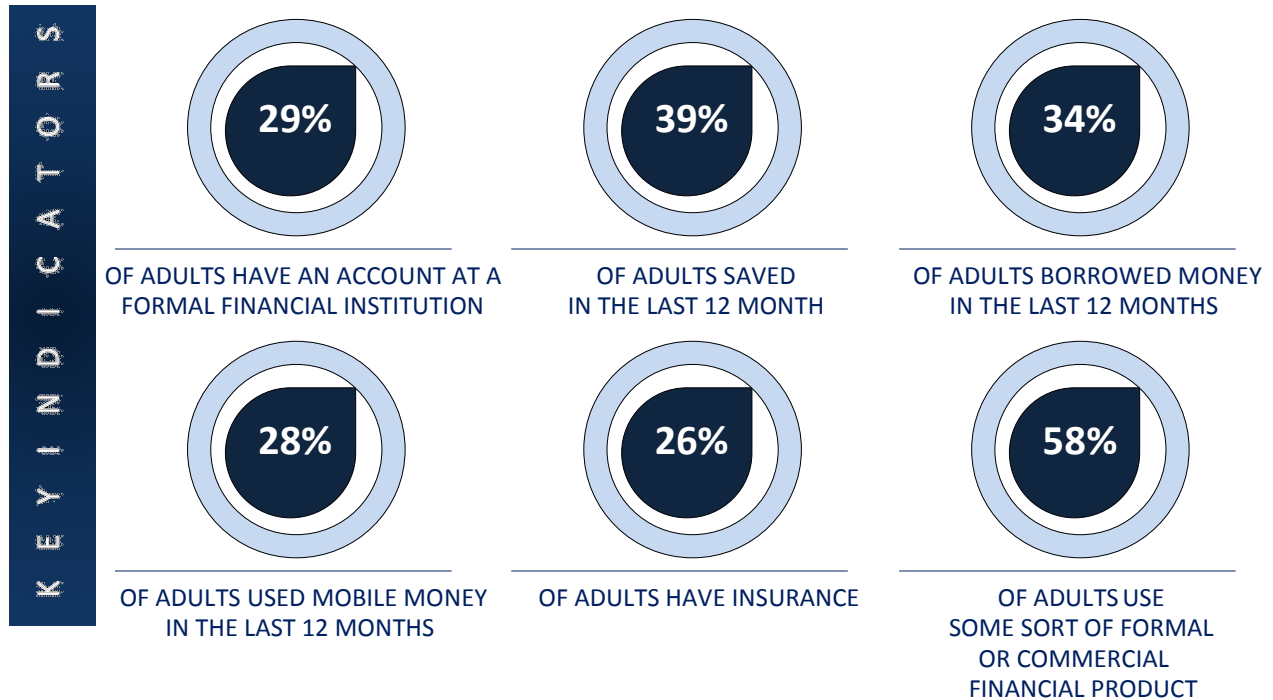 KEY INDICATORS
29%
OF ADULTS HAVE AN ACCOUNT AT A
FORMAL FINANCIAL INSTITUTION
39%
OF ADULTS SAVED
IN THE LAST 12 MONTH
34%
OF ADULTS BORROWED MONEY
IN THE LAST 12 MONTHS
28%
OF ADULTS USED MOBILE MONEY
IN THE LAST 12 MONTHS
26%
OF ADULTS HAVE INSURANCE
58%
OF ADULTS USE
SOME SORT OF FORMAL
OR COMMERCIAL
FINANCIAL PRODUCT